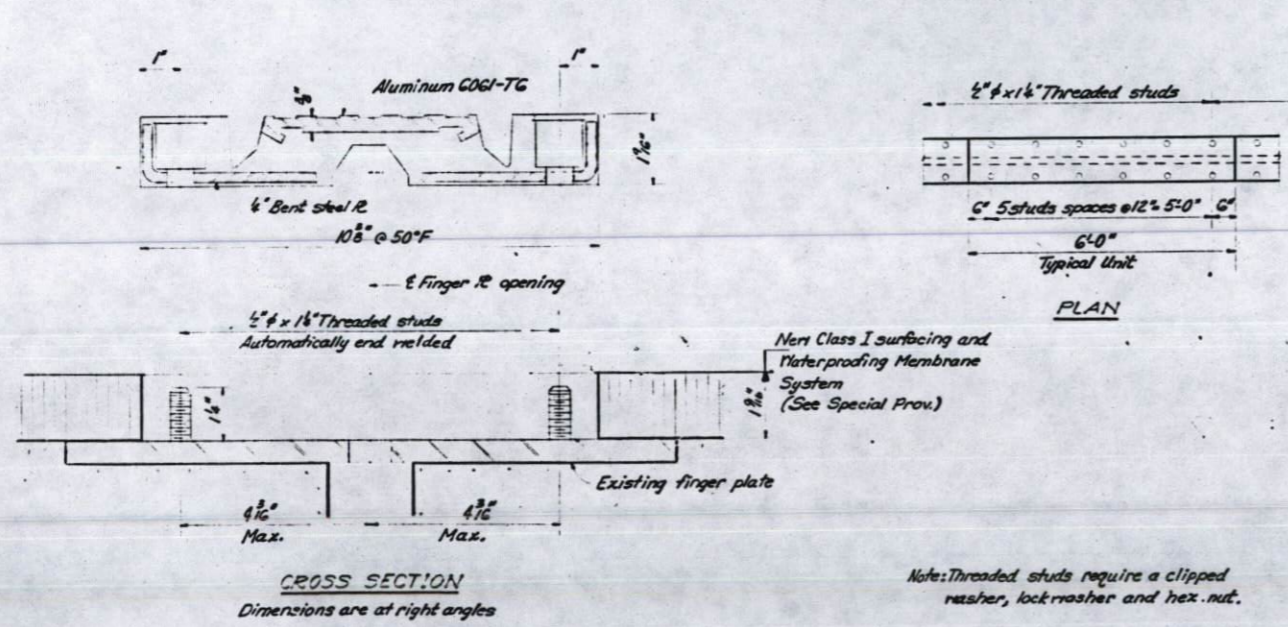 1"
1"
Aluminum 6061-T6
1/4" Bent steel ℞
10 3/8" @ 50°F
℄ Finger ℞ opening
1/2" ϕ x 1 1/4" Threaded studs
Automatically end welded
1 1/4"
New Class I surfacing and
Waterproofing Membrane
System
(See Special Prov.)
1 9/16"
Existing finger plate
4 3/16"
Max.
4 3/16"
Max.
CROSS SECTION
Dimensions are at right angles
1/2" ϕ x 1 1/4" Threaded studs
6" 5 studs spaces @ 12" = 5'-0" 6"
6'-0"
Typical Unit
PLAN
Note: Threaded studs require a clipped
washer, lockwasher and hex. nut.